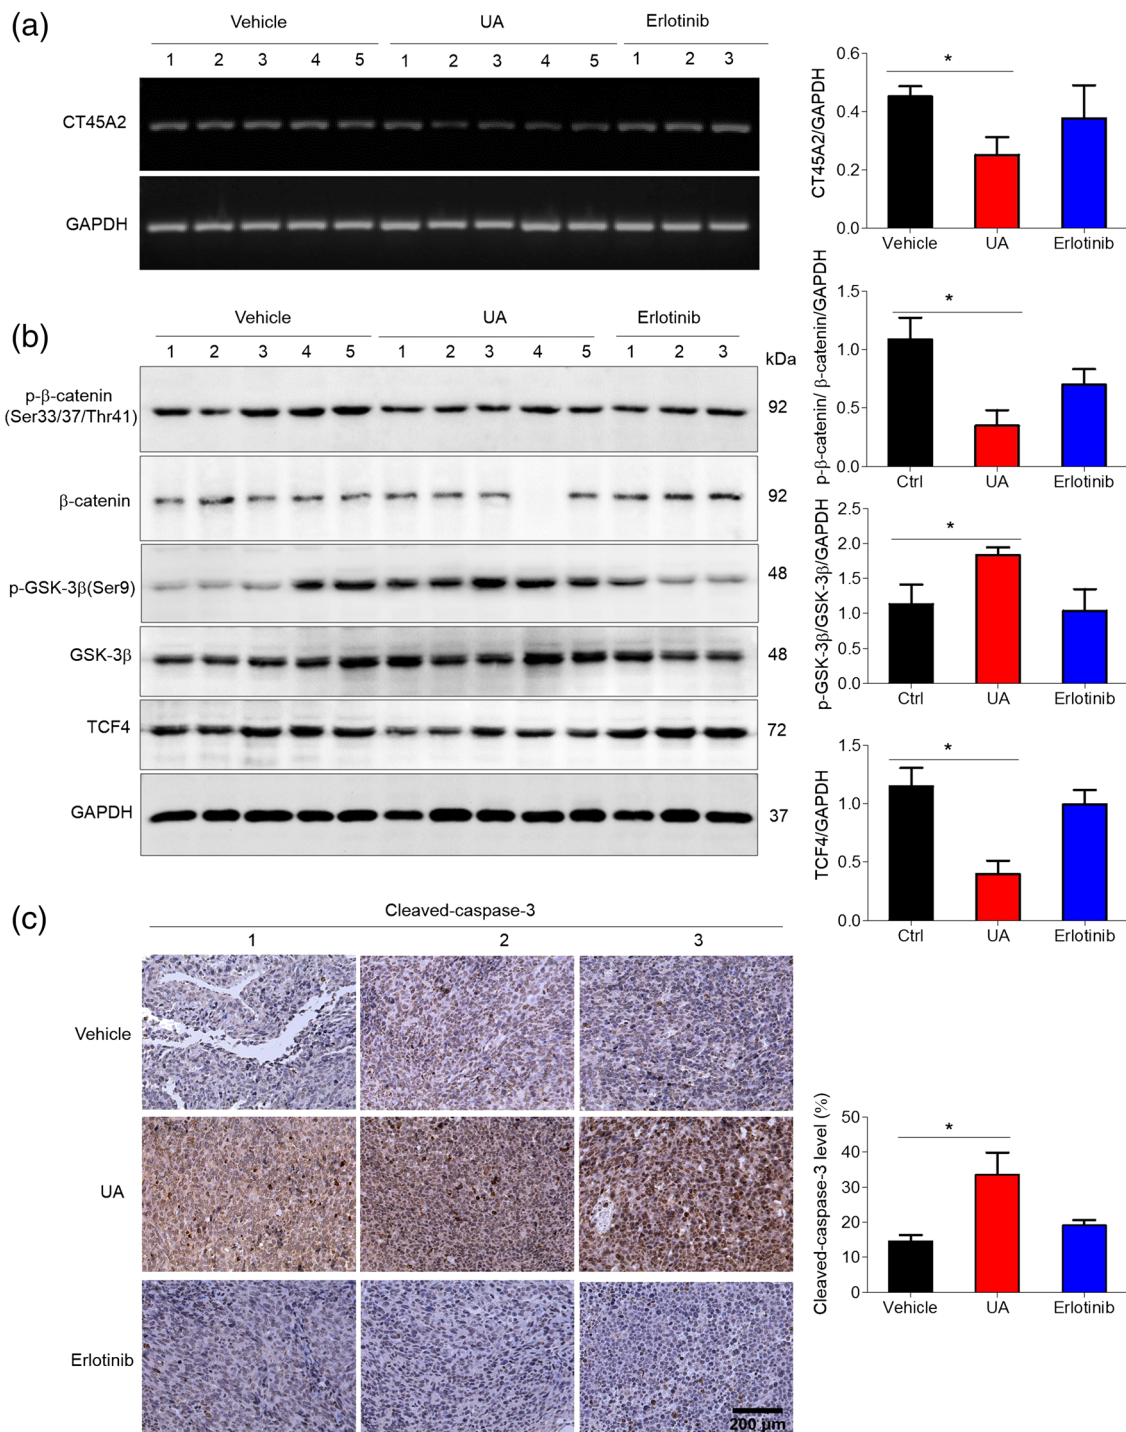 (a)
Vehicle
UA
Erlotinib
1 2 3 4 5 1 2 3 4 5 1 2 3
CT45A2
GAPDH
CT45A2/GAPDH
0.6
0.4
0.2
0.0
Vehicle UA Erlotinib
*
(b)
Vehicle
UA
Erlotinib
1 2 3 4 5 1 2 3 4 5 1 2 3
kDa
p-β-catenin
(Ser33/37/Thr41)
92
β-catenin
92
p-GSK-3β(Ser9)
48
GSK-3β
48
TCF4
72
GAPDH
37
p-β-catenin/ β-catenin/GAPDH
1.5
1.0
0.5
0.0
Ctrl UA Erlotinib
*
p-GSK-3β/GSK-3β/GAPDH
2.5
2.0
1.5
1.0
0.5
0.0
Ctrl UA Erlotinib
*
TCF4/GAPDH
1.5
1.0
0.5
0.0
Ctrl UA Erlotinib
*
(c)
Cleaved-caspase-3
1 2 3
Vehicle
UA
Erlotinib
200 μm
Cleaved-caspase-3 level (%)
50
40
30
20
10
0
Vehicle UA Erlotinib
*